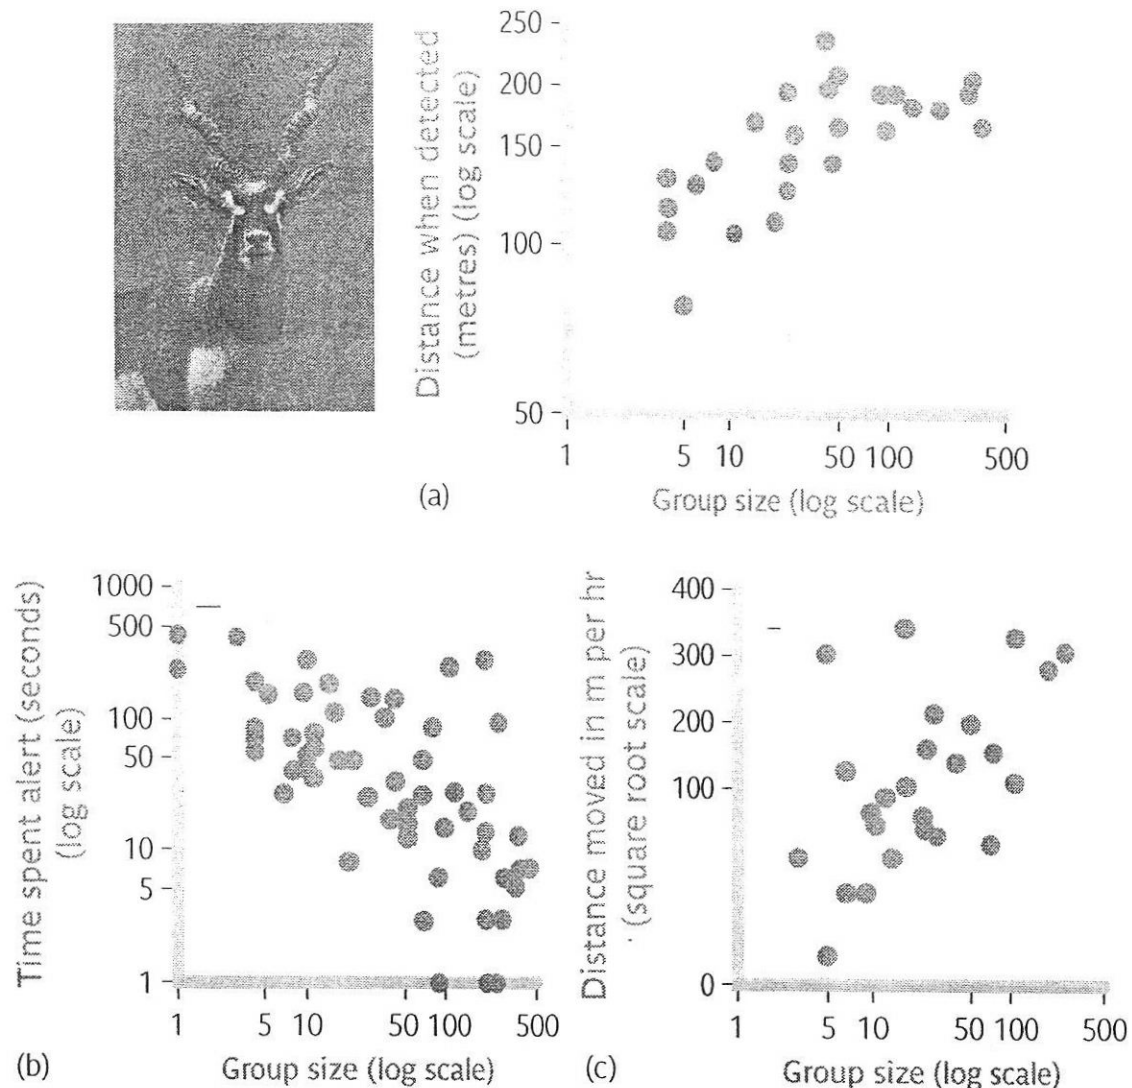 Distance when detected
(metres) (log scale)
250
200
150
100
50
1 5 10 50 100 500
Group size (log scale)
(a)
Time spent alert (seconds)
(log scale)
1000
500
100
50
10
5
1
1 5 10 50 100 500
Group size (log scale)
(b)
Distance moved in m per hr
(square root scale)
400
300
200
100
0
1 5 10 50 100 500
Group size (log scale)
(c)